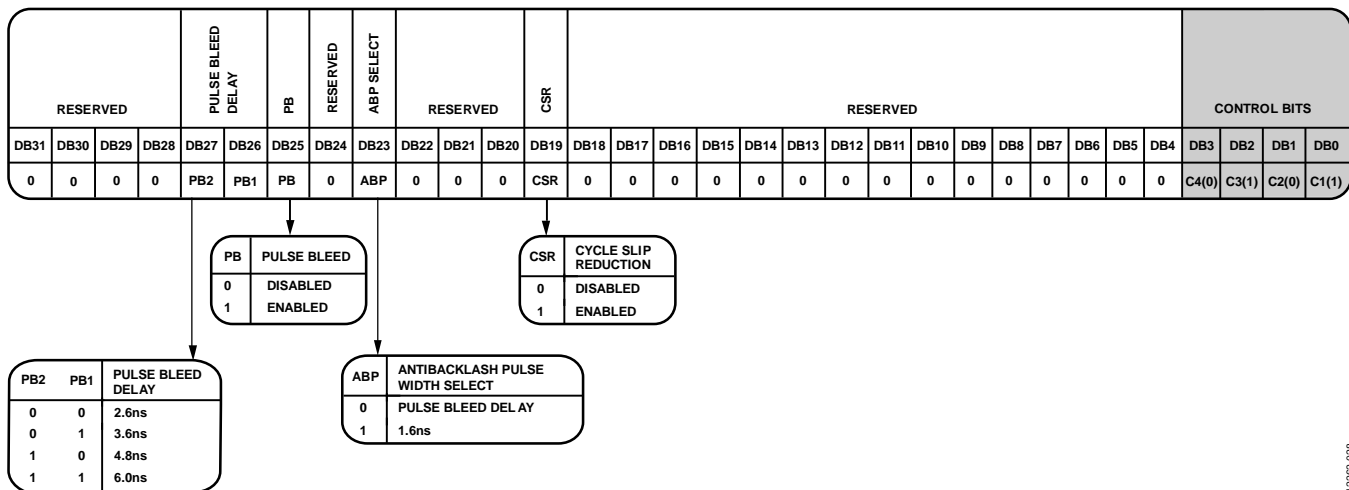 RESERVED PULSE BLEED DELAY PB RESERVED ABP SELECT RESERVED CSR RESERVED CONTROL BITS
DB31 DB30 DB29 DB28 DB27 DB26 DB25 DB24 DB23 DB22 DB21 DB20 DB19 DB18 DB17 DB16 DB15 DB14 DB13 DB12 DB11 DB10 DB9 DB8 DB7 DB6 DB5 DB4 DB3 DB2 DB1 DB0
0 0 0 0 PB2 PB1 PB 0 ABP 0 0 0 CSR 0 0 0 0 0 0 0 0 0 0 0 0 0 0 0 C4(0) C3(1) C2(0) C1(1)
PB PULSE BLEED
0 DISABLED
1 ENABLED
CSR CYCLE SLIP
REDUCTION
0 DISABLED
1 ENABLED
PB2 PB1 PULSE BLEED
DELAY
0 0 2.6ns
0 1 3.6ns
1 0 4.8ns
1 1 6.0ns
ABP ANTIBACKLASH PULSE
WIDTH SELECT
0 PULSE BLEED DELAY
1 1.6ns